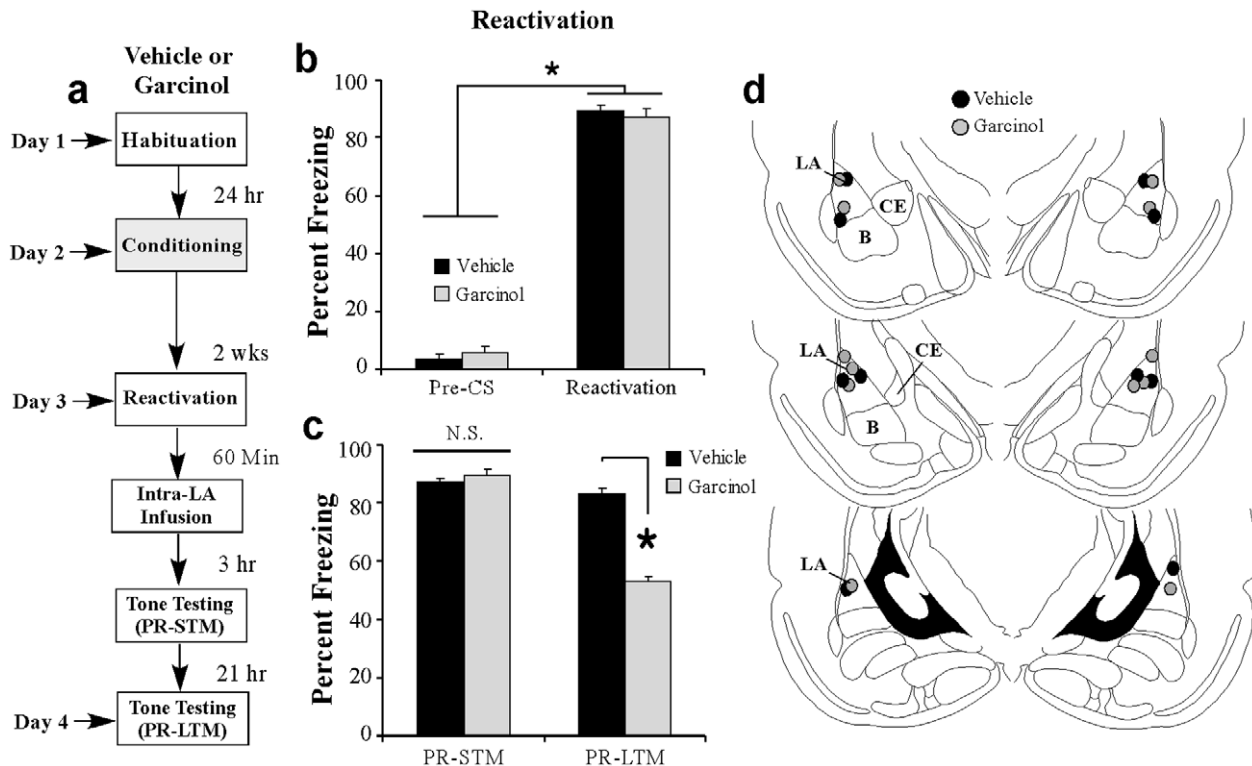 a
Vehicle or
Garcinol
Day 1
Habituation
24 hr
Day 2
Conditioning
2 wks
Day 3
Reactivation
60 Min
Intra-LA
Infusion
3 hr
Tone Testing
(PR-STM)
21 hr
Day 4
Tone Testing
(PR-LTM)
b
Reactivation
*
Percent Freezing
100
80
60
40
20
0
Vehicle
Garcinol
Pre-CS
Reactivation
c
N.S.
Percent Freezing
100
80
60
40
20
0
Vehicle
Garcinol
*
PR-STM
PR-LTM
d
Vehicle
Garcinol
LA
CE
B
LA
CE
B
LA